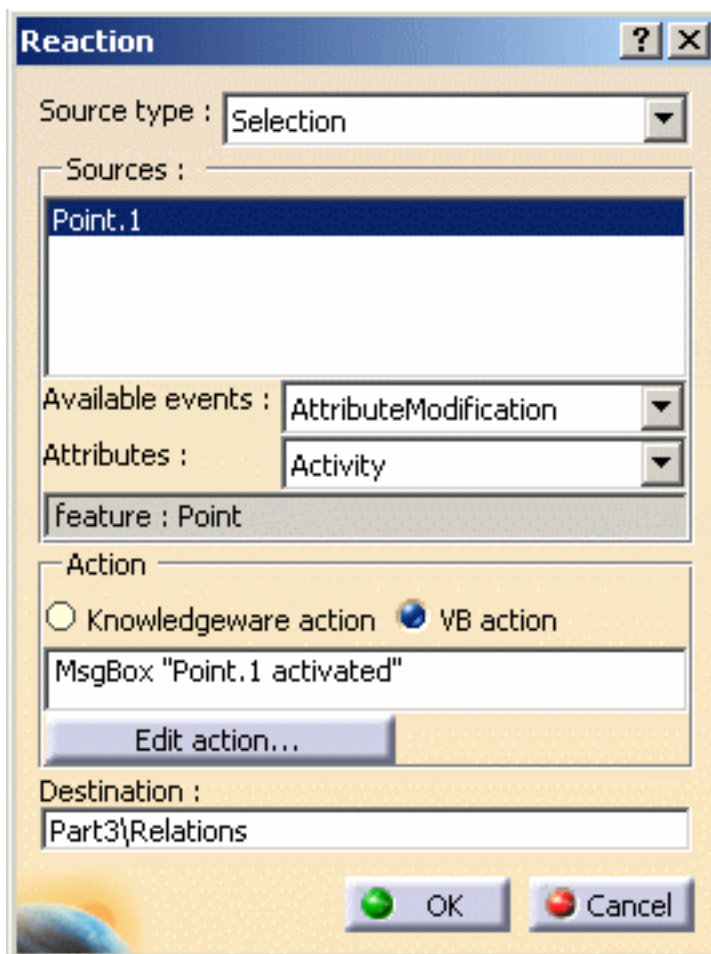 Reaction
Source type : Selection
Sources :
Point.1
Available events : AttributeModification
Attributes : Activity
feature : Point
Action
Knowledgeware action VB action
MsgBox "Point.1 activated"
Edit action...
Destination :
Part3\Relations
OK Cancel